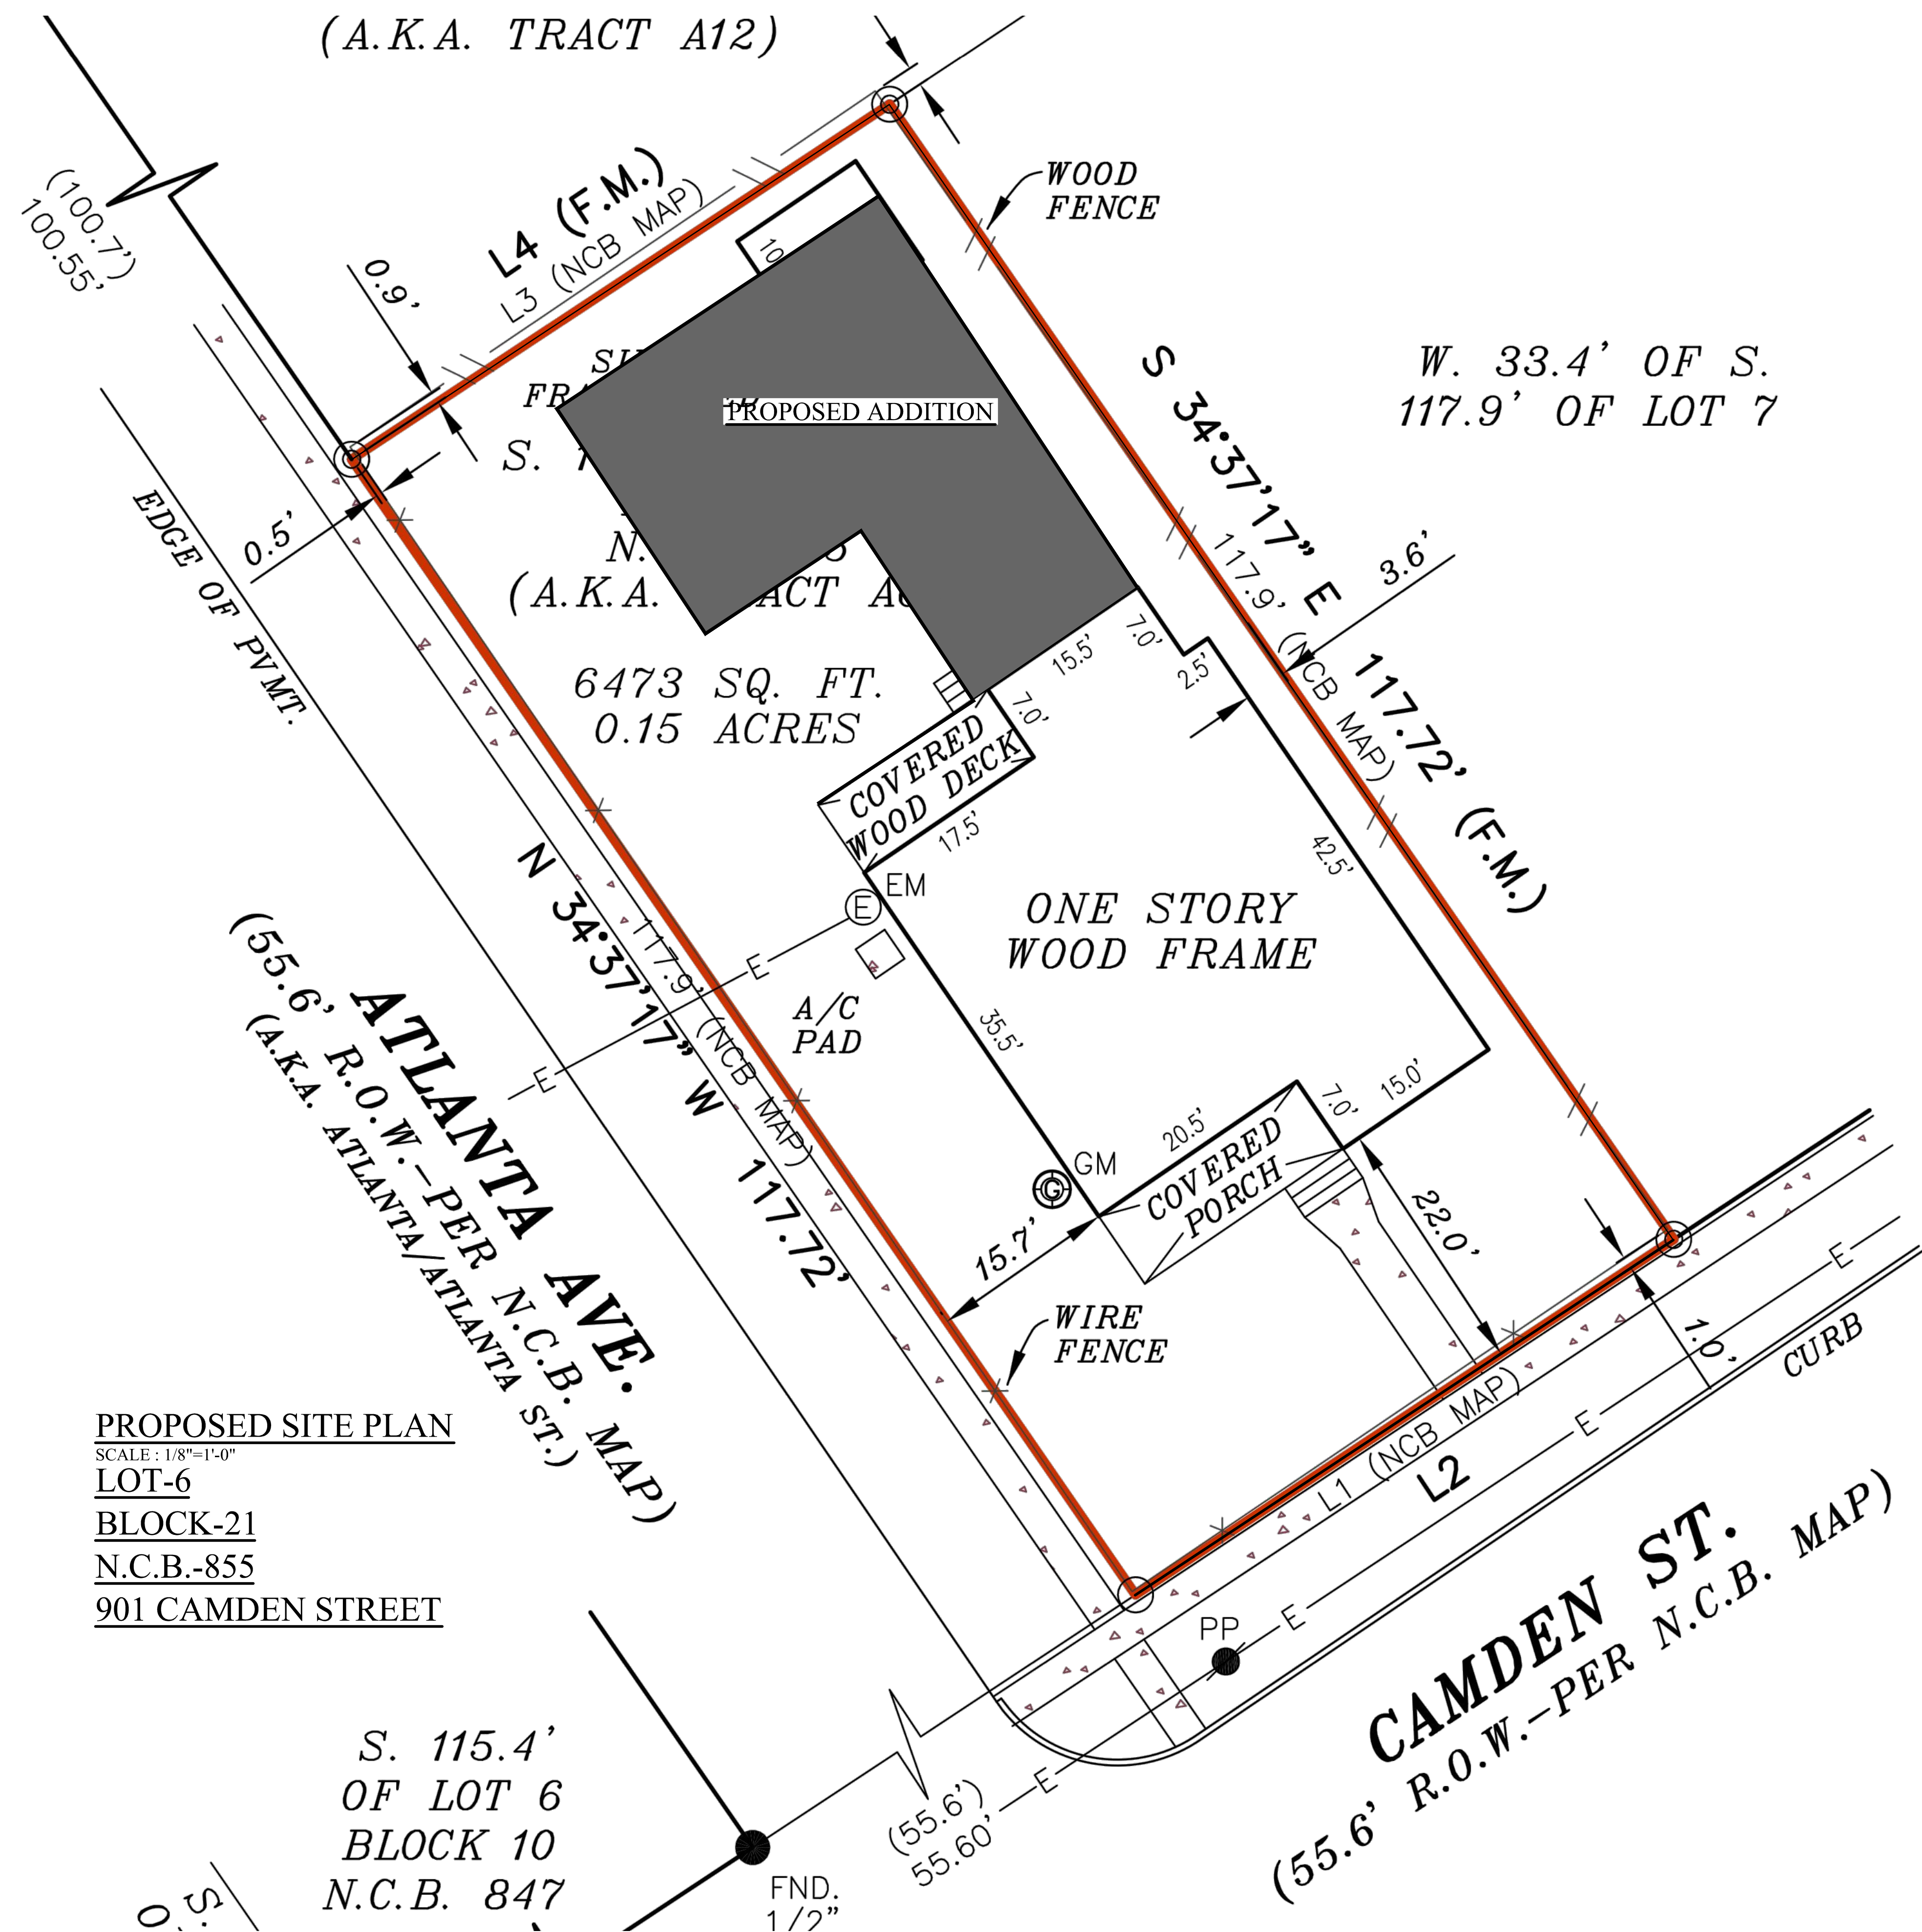 (A.K.A. TRACT A12)
(100.7')
100.55'
L4 (F.M.)
L3 (NCB MAP)
0.9'
WOOD
FENCE
10
W. 33.4' OF S.
117.9' OF LOT 7
PROPOSED ADDITION
S.
N.
(A.K.A.
6473 SQ. FT.
0.15 ACRES
0.5'
EDGE OF PVMT.
S 34°37'17" E 117.72' (F.M.)
117.9' (NCB MAP)
3.6'
7.0'
15.5'
2.5'
7.0'
COVERED
WOOD DECK
17.5'
42.5'
EM
E
ONE STORY
WOOD FRAME
A/C
PAD
35.5'
N 34°37'17" W 117.72'
117.9' (NCB MAP)
E
E
ATLANTA AVE.
(55.6' R.O.W.-PER N.C.B. MAP)
(A.K.A. ATLANTA/ATLANTA ST.)
20.5'
7.0'
15.0'
COVERED
PORCH
GM
G
15.7'
22.0'
WIRE
FENCE
1.0'
CURB
E
E
E
E
L1 (NCB MAP)
L2
PP
CAMDEN ST.
(55.6' R.O.W.-PER N.C.B. MAP)
PROPOSED SITE PLAN
SCALE : 1/8"=1'-0"
LOT-6
BLOCK-21
N.C.B.-855
901 CAMDEN STREET
S. 115.4'
OF LOT 6
BLOCK 10
N.C.B. 847
(55.6')
55.60'
FND.
1/2"
S.